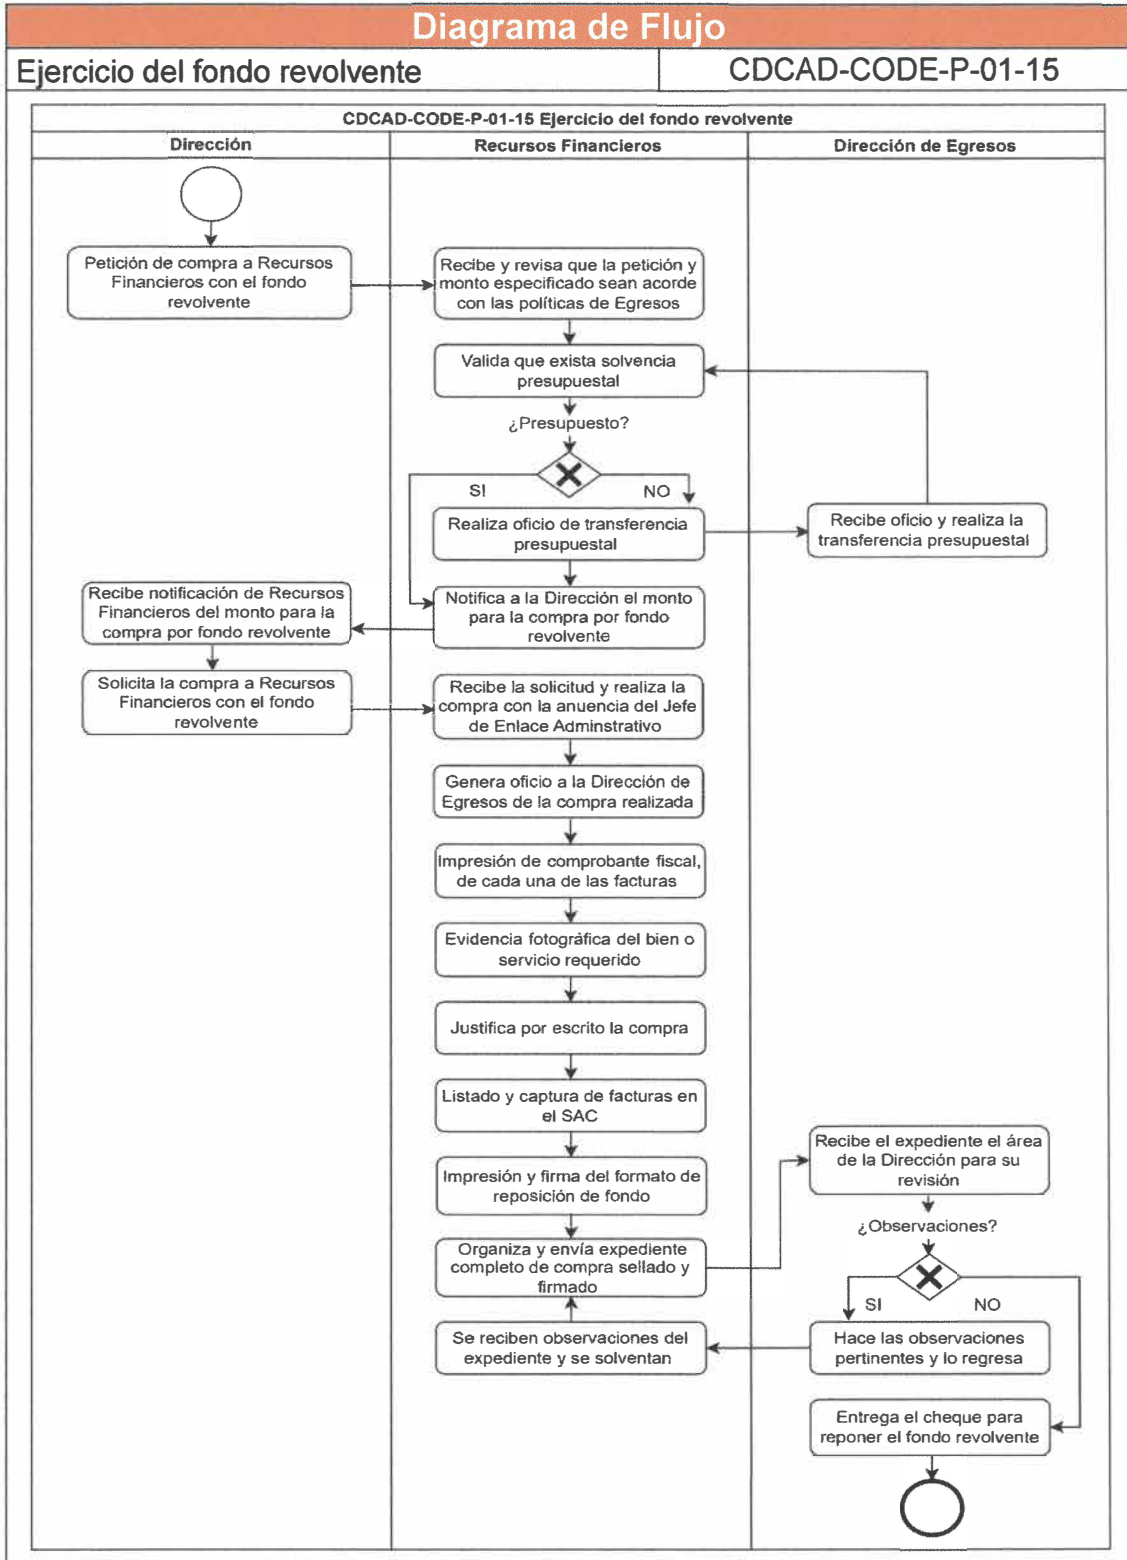 Diagrama de Flujo
Ejercicio del fondo revolvente
CDCAD-CODE-P-01-15
CDCAD-CODE-P-01-15 Ejercicio del fondo revolvente
Dirección
Recursos Financieros
Dirección de Egresos
Petición de compra a Recursos
Financieros con el fondo
revolvente
Recibe y revisa que la petición y
monto especificado sean acorde
con las políticas de Egresos
Valida que exista solvencia
presupuestal
¿Presupuesto?
SI
NO
Realiza oficio de transferencia
presupuestal
Recibe oficio y realiza la
transferencia presupuestal
Recibe notificación de Recursos
Financieros del monto para la
compra por fondo revolvente
Notifica a la Dirección el monto
para la compra por fondo
revolvente
Solicita la compra a Recursos
Financieros con el fondo
revolvente
Recibe la solicitud y realiza la
compra con la anuencia del Jefe
de Enlace Adminstrativo
Genera oficio a la Dirección de
Egresos de la compra realizada
Impresión de comprobante fiscal,
de cada una de las facturas
Evidencia fotográfica del bien o
servicio requerido
Justifica por escrito la compra
Listado y captura de facturas en
el SAC
Impresión y firma del formato de
reposición de fondo
Recibe el expediente el área
de la Dirección para su
revisión
¿Observaciones?
Organiza y envía expediente
completo de compra sellado y
firmado
SI
NO
Se reciben observaciones del
expediente y se solventan
Hace las observaciones
pertinentes y lo regresa
Entrega el cheque para
reponer el fondo revolvente